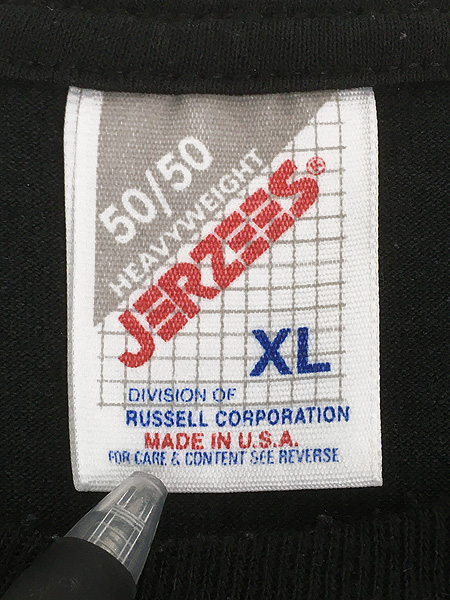 50/50
HEAVYWEIGHT
JERZEES®
XL
DIVISION OF
RUSSELL CORPORATION
MADE IN U.S.A.
FOR CARE & CONTENT SEE REVERSE